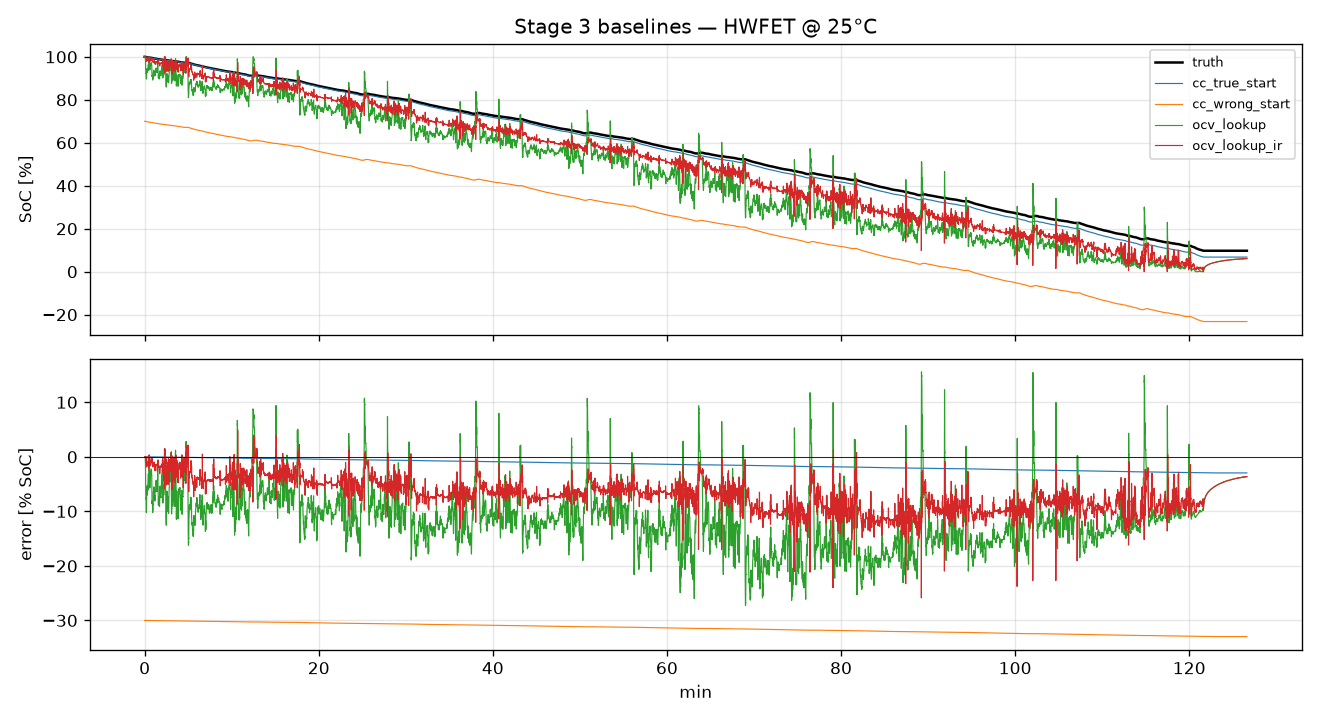 Stage 3 baselines — HWFET @ 25°C
SoC [%]
100
80
60
40
20
0
−20
truth
cc_true_start
cc_wrong_start
ocv_lookup
ocv_lookup_ir
error [% SoC]
10
0
−10
−20
−30
0 20 40 60 80 100 120
min